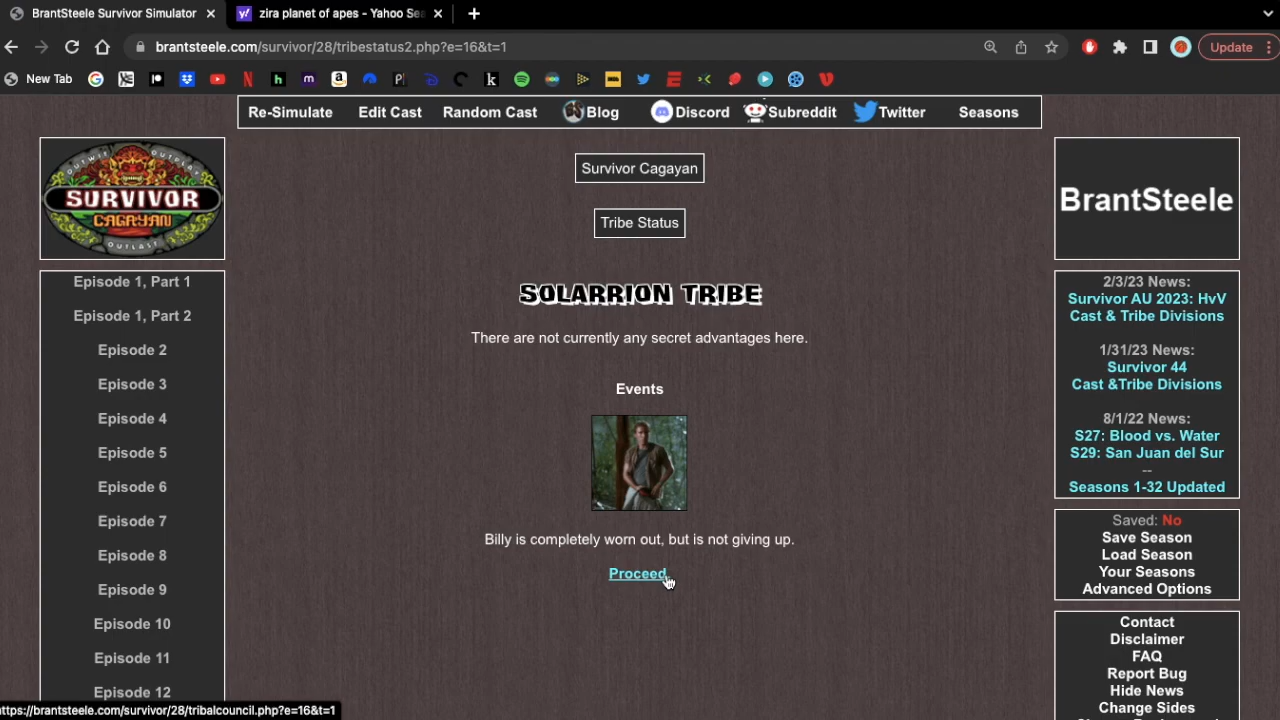 BrantSteele Survivor Simulator
zira planet of apes - Yahoo Se
brantsteele.com/survivor/28/tribestatus2.php?e=16&t=1
Update
New Tab
Re-Simulate
Edit Cast
Random Cast
Blog
Discord
Subreddit
Twitter
Seasons
OUTWIT OUTPLAY
SURVIVOR
CAGAYAN
OUTLAST
Episode 1, Part 1
Episode 1, Part 2
Episode 2
Episode 3
Episode 4
Episode 5
Episode 6
Episode 7
Episode 8
Episode 9
Episode 10
Episode 11
Episode 12
Survivor Cagayan
Tribe Status
SOLARRION TRIBE
There are not currently any secret advantages here.
Events
Billy is completely worn out, but is not giving up.
Proceed
BrantSteele
2/3/23 News:
Survivor AU 2023: HvV
Cast & Tribe Divisions
1/31/23 News:
Survivor 44
Cast &Tribe Divisions
8/1/22 News:
S27: Blood vs. Water
S29: San Juan del Sur
--
Seasons 1-32 Updated
Saved: No
Save Season
Load Season
Your Seasons
Advanced Options
Contact
Disclaimer
FAQ
Report Bug
Hide News
Change Sides
ttps://brantsteele.com/survivor/28/tribalcouncil.php?e=16&t=1